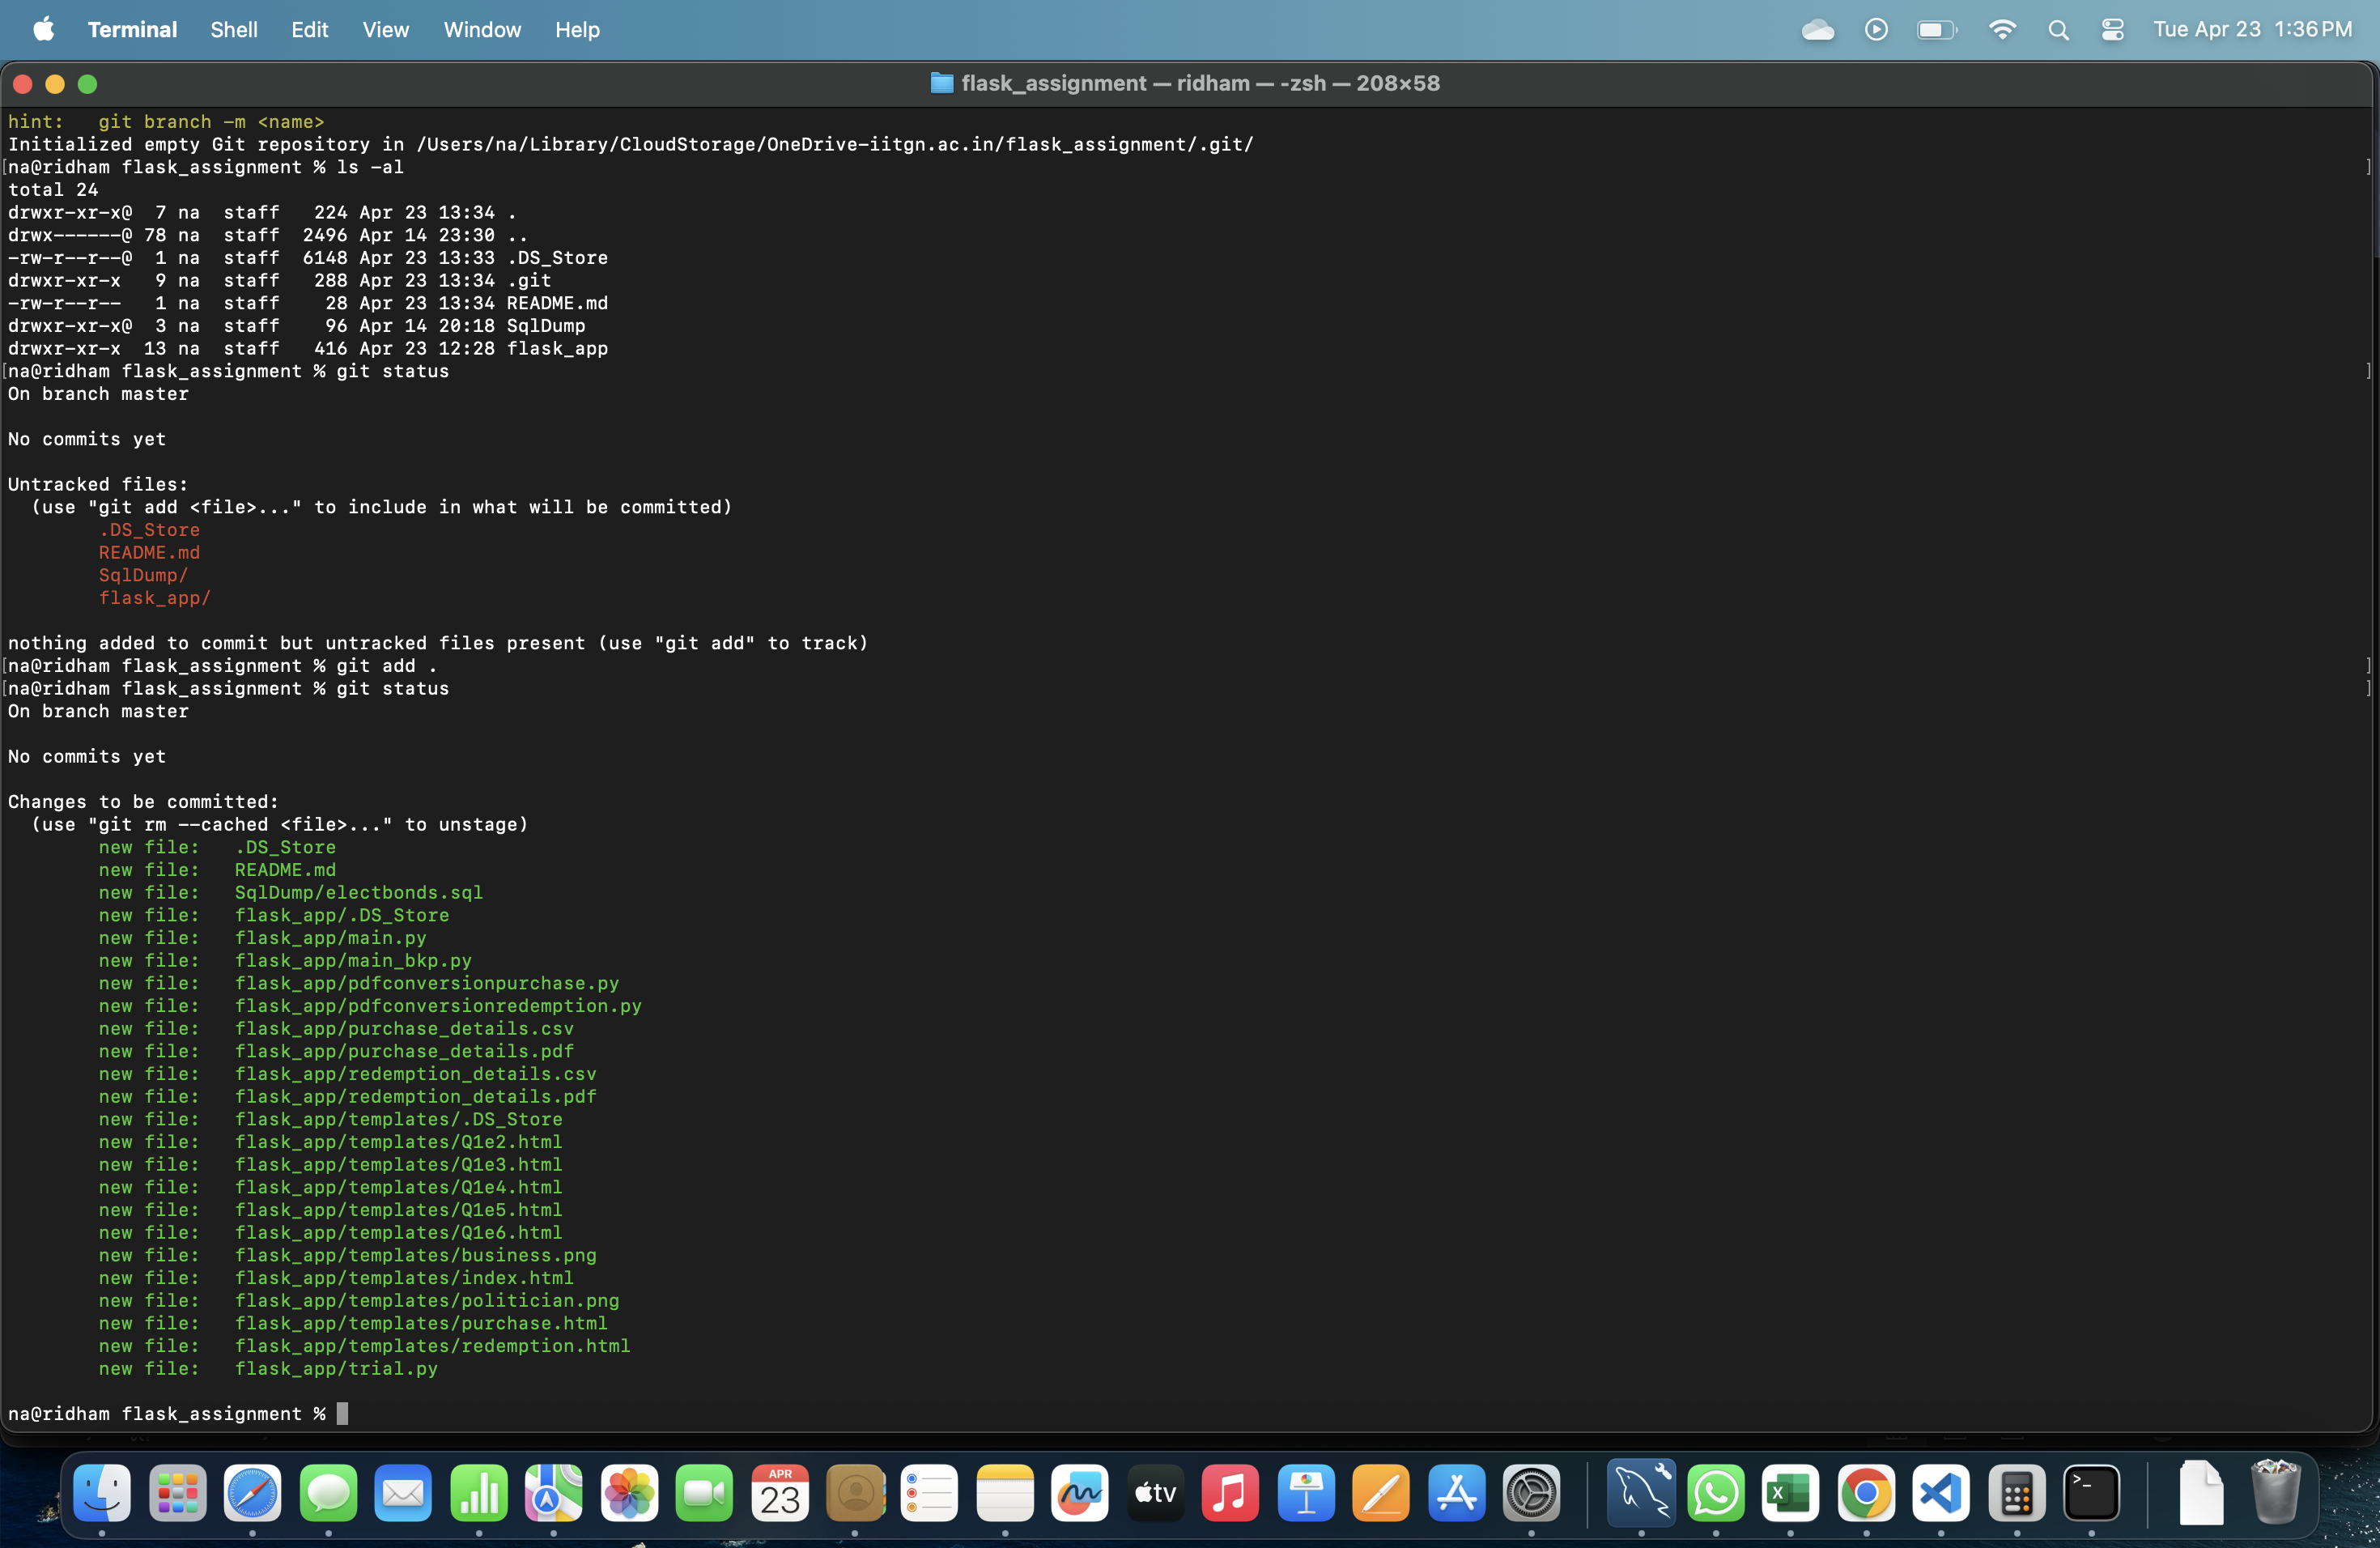 Terminal Shell Edit View Window Help Tue Apr 23 1:36 PM
flask_assignment — ridham — -zsh — 208×58
hint:   git branch -m <name>
Initialized empty Git repository in /Users/na/Library/CloudStorage/OneDrive-iitgn.ac.in/flask_assignment/.git/
[na@ridham flask_assignment % ls -al ]
total 24
drwxr-xr-x@  7 na  staff   224 Apr 23 13:34 .
drwx------@ 78 na  staff  2496 Apr 14 23:30 ..
-rw-r--r--@  1 na  staff  6148 Apr 23 13:33 .DS_Store
drwxr-xr-x   9 na  staff   288 Apr 23 13:34 .git
-rw-r--r--   1 na  staff    28 Apr 23 13:34 README.md
drwxr-xr-x@  3 na  staff    96 Apr 14 20:18 SqlDump
drwxr-xr-x  13 na  staff   416 Apr 23 12:28 flask_app
[na@ridham flask_assignment % git status ]
On branch master
No commits yet
Untracked files:
  (use "git add <file>..." to include in what will be committed)
        .DS_Store
        README.md
        SqlDump/
        flask_app/
nothing added to commit but untracked files present (use "git add" to track)
[na@ridham flask_assignment % git add . ]
[na@ridham flask_assignment % git status ]
On branch master
No commits yet
Changes to be committed:
  (use "git rm --cached <file>..." to unstage)
        new file:   .DS_Store
        new file:   README.md
        new file:   SqlDump/electbonds.sql
        new file:   flask_app/.DS_Store
        new file:   flask_app/main.py
        new file:   flask_app/main_bkp.py
        new file:   flask_app/pdfconversionpurchase.py
        new file:   flask_app/pdfconversionredemption.py
        new file:   flask_app/purchase_details.csv
        new file:   flask_app/purchase_details.pdf
        new file:   flask_app/redemption_details.csv
        new file:   flask_app/redemption_details.pdf
        new file:   flask_app/templates/.DS_Store
        new file:   flask_app/templates/Q1e2.html
        new file:   flask_app/templates/Q1e3.html
        new file:   flask_app/templates/Q1e4.html
        new file:   flask_app/templates/Q1e5.html
        new file:   flask_app/templates/Q1e6.html
        new file:   flask_app/templates/business.png
        new file:   flask_app/templates/index.html
        new file:   flask_app/templates/politician.png
        new file:   flask_app/templates/purchase.html
        new file:   flask_app/templates/redemption.html
        new file:   flask_app/trial.py
na@ridham flask_assignment %
APR
23
tv
X
>_